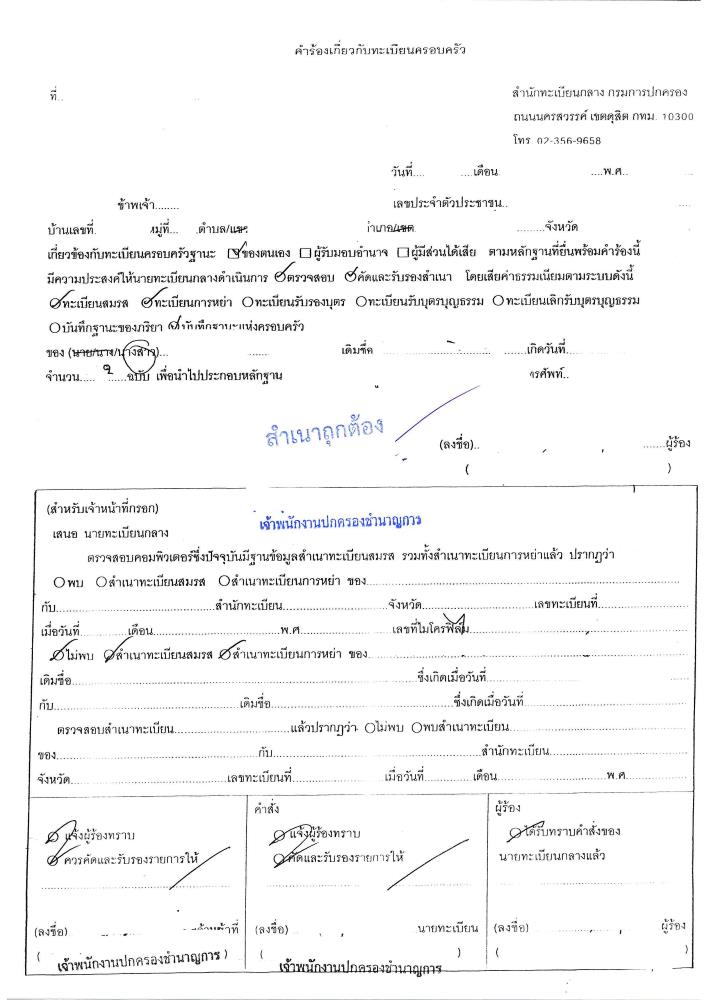 คำร้องเกี่ยวกับทะเบียนครอบครัว
ที่..
สำนักทะเบียนกลาง กรมการปกครอง
ถนนนครสวรรค์ เขตดุสิต กทม. 10300
โทร 02-356-9658
วันที่.... ....เดือน ....พ.ศ..
ข้าพเจ้า........ เลขประจำตัวประชาชน..
บ้านเลขที่. หมู่ที่... .ตำบล/แขวง อำเภอ/เขต ........จังหวัด
เกี่ยวข้องกับทะเบียนครอบครัวฐานะ ของตนเอง ผู้รับมอบอำนาจ ผู้มีส่วนได้เสีย ตามหลักฐานที่ยื่นพร้อมคำร้องนี้
มีความประสงค์ให้นายทะเบียนกลางดำเนินการ ตรวจสอบ คัดและรับรองสำเนา โดยเสียค่าธรรมเนียมตามระบบดังนี้
ทะเบียนสมรส ทะเบียนการหย่า ทะเบียนรับรองบุตร ทะเบียนรับบุตรบุญธรรม ทะเบียนเลิกรับบุตรบุญธรรม
บันทึกฐานะของภริยา บันทึกฐานะแห่งครอบครัว
ของ (นาย/นาง/นางสาว)... เดิมชื่อ .......เกิดวันที่
จำนวน..... ......ฉบับ เพื่อนำไปประกอบหลักฐาน โทรศัพท์..
สำเนาถูกต้อง
(ลงชื่อ).. .......ผู้ร้อง
( )
(สำหรับเจ้าหน้าที่กรอก)
เจ้าพนักงานปกครองชำนาญการ
เสนอ นายทะเบียนกลาง
ตรวจสอบคอมพิวเตอร์ซึ่งปัจจุบันมีฐานข้อมูลสำเนาทะเบียนสมรส รวมทั้งสำเนาทะเบียนการหย่าแล้ว ปรากฏว่า
พบ สำเนาทะเบียนสมรส สำเนาทะเบียนการหย่า ของ
กับ สำนักทะเบียน จังหวัด เลขทะเบียนที่
เมื่อวันที่ เดือน พ.ศ เลขที่ไมโครฟิล์ม
ไม่พบ สำเนาทะเบียนสมรส สำเนาทะเบียนการหย่า ของ
เดิมชื่อ ซึ่งเกิดเมื่อวันที่
กับ เดิมชื่อ ซึ่งเกิดเมื่อวันที่
ตรวจสอบสำเนาทะเบียน แล้วปรากฏว่า ไม่พบ พบสำเนาทะเบียน
ของ กับ สำนักทะเบียน
จังหวัด เลขทะเบียนที่ เมื่อวันที่ เดือน พ.ศ
แจ้งผู้ร้องทราบ
ควรคัดและรับรองรายการให้
(ลงชื่อ) เจ้าหน้าที่
( เจ้าพนักงานปกครองชำนาญการ )
คำสั่ง
แจ้งผู้ร้องทราบ
คัดและรับรองรายการให้
(ลงชื่อ) นายทะเบียน
( )
เจ้าพนักงานปกครองชำนาญการ
ผู้ร้อง
ได้รับทราบคำสั่งของ
นายทะเบียนกลางแล้ว
(ลงชื่อ) ผู้ร้อง
( )